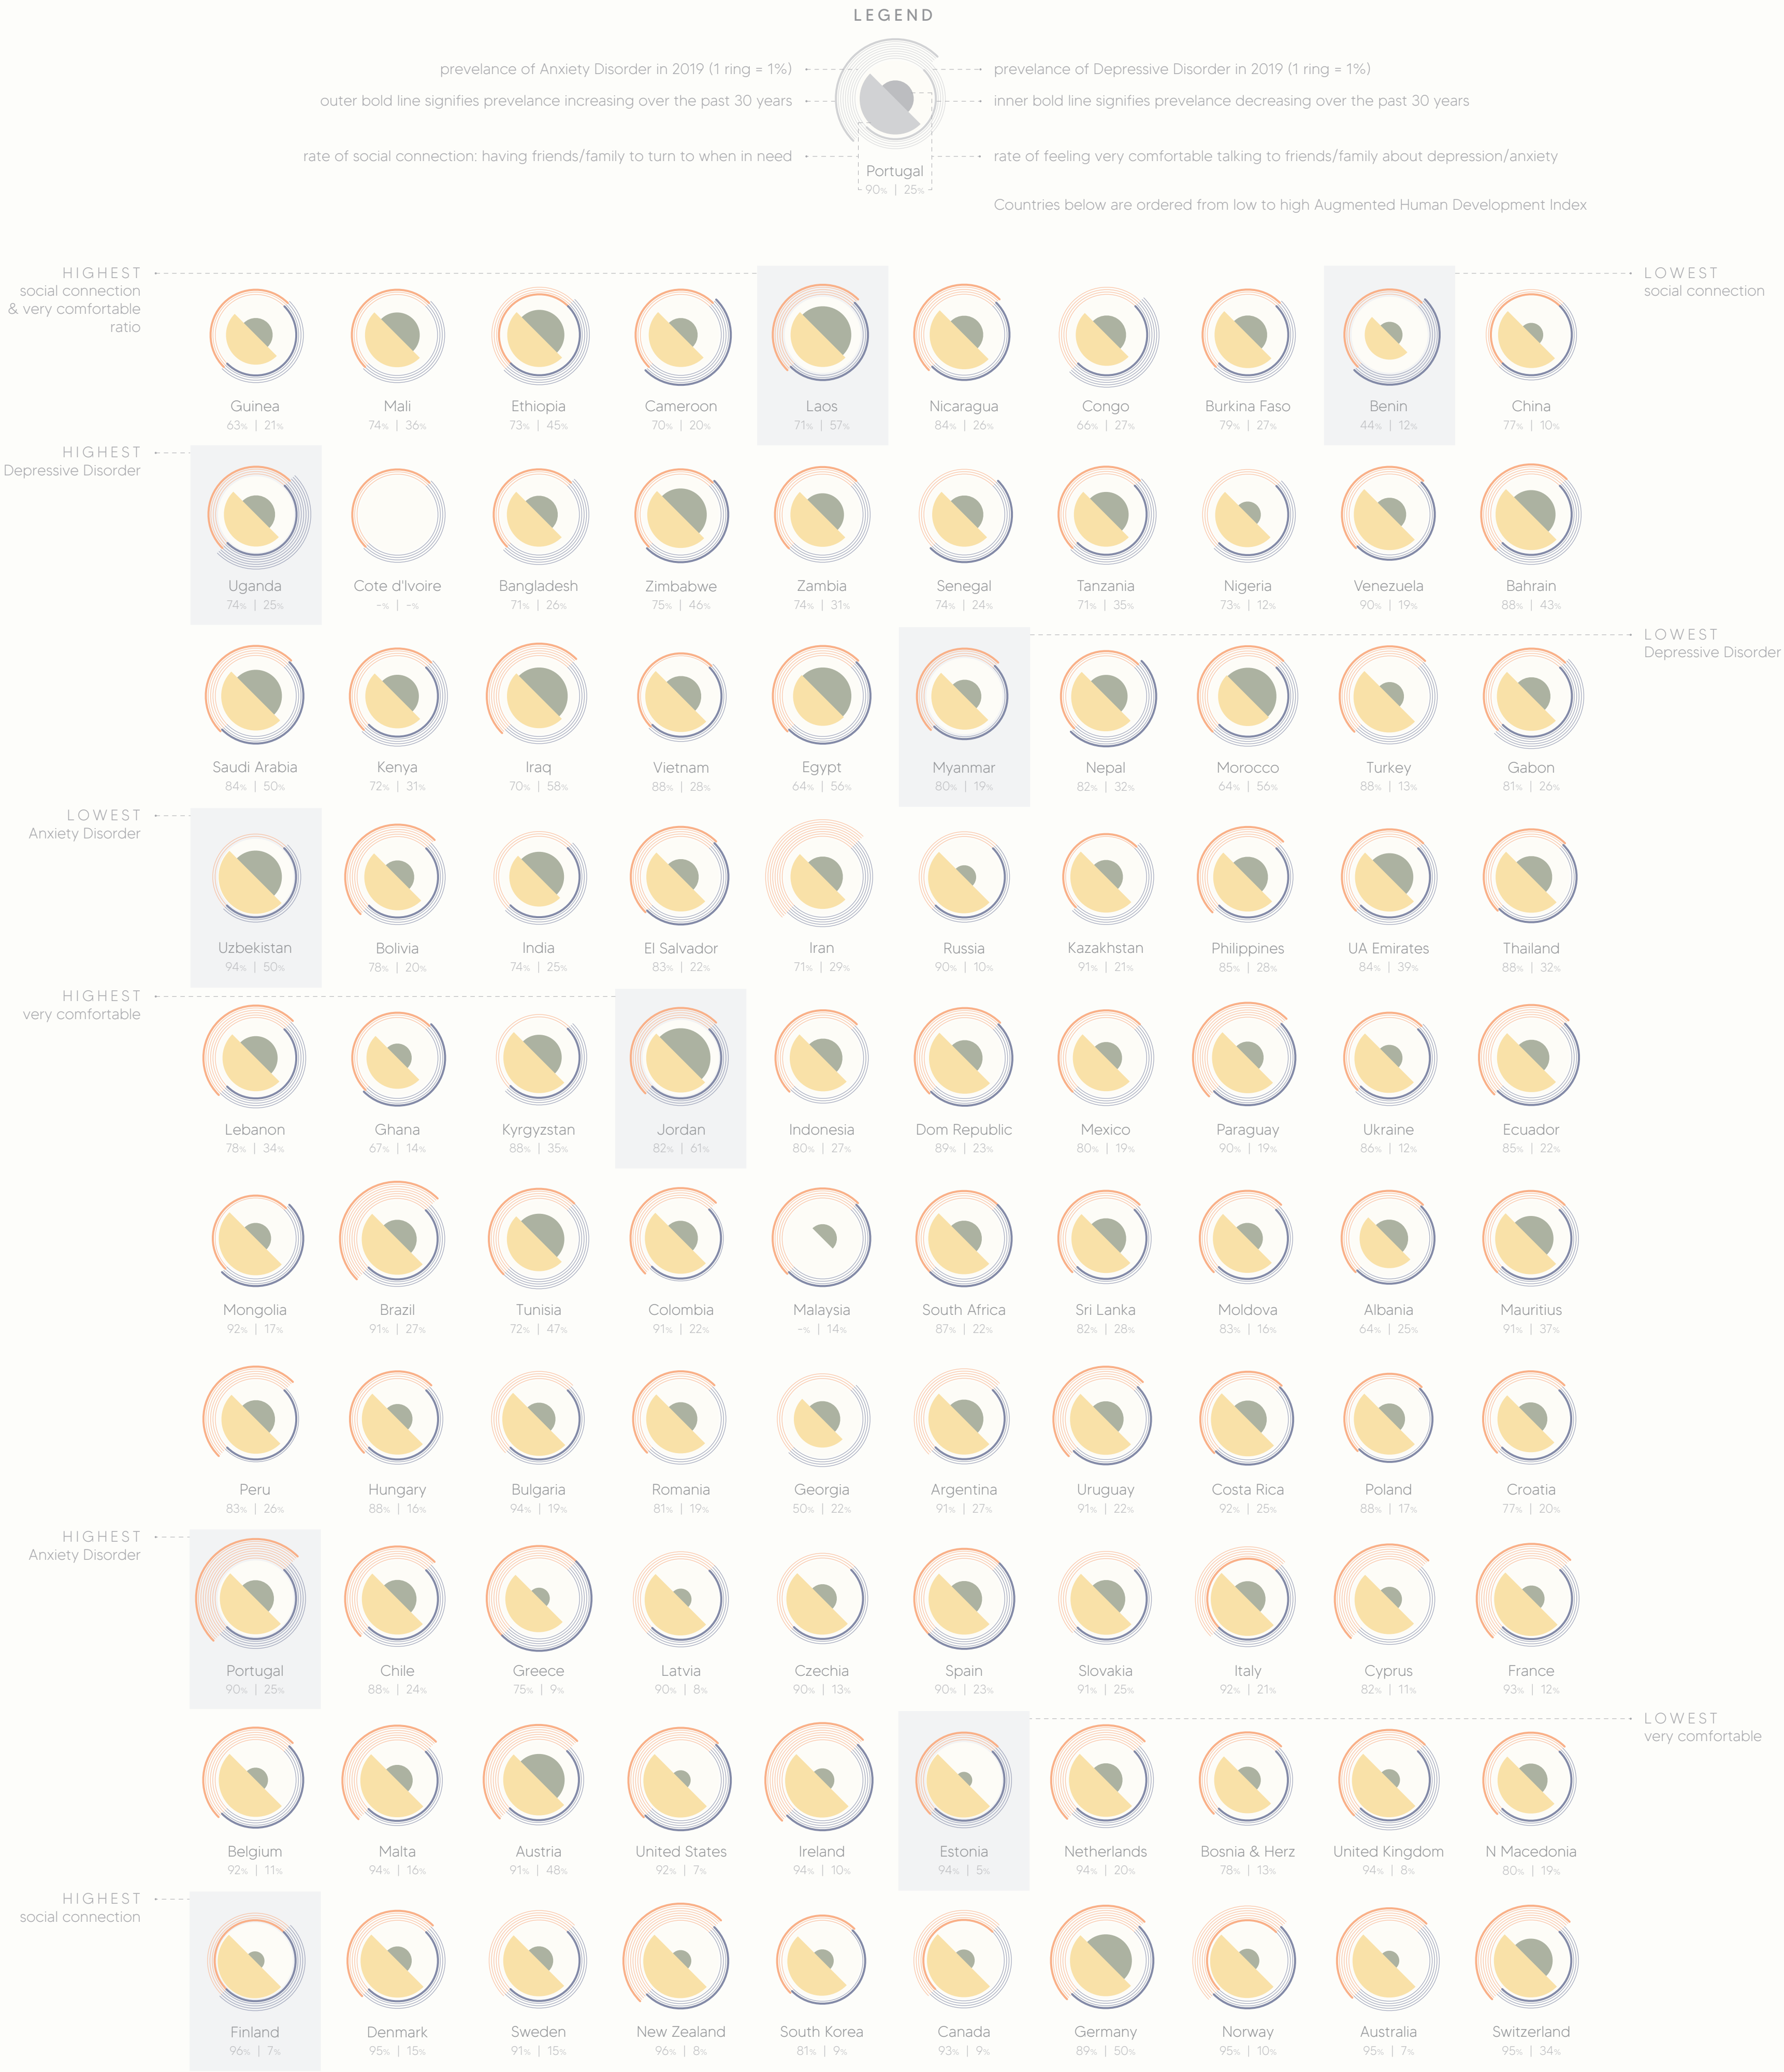 LEGEND
prevelance of Anxiety Disorder in 2019 (1 ring = 1%)
prevelance of Depressive Disorder in 2019 (1 ring = 1%)
outer bold line signifies prevelance increasing over the past 30 years
inner bold line signifies prevelance decreasing over the past 30 years
rate of social connection: having friends/family to turn to when in need
rate of feeling very comfortable talking to friends/family about depression/anxiety
Portugal
90% | 25%
Countries below are ordered from low to high Augmented Human Development Index
HIGHEST
social connection
& very comfortable
ratio
LOWEST
social connection
Guinea Mali Ethiopia Cameroon Laos Nicaragua Congo Burkina Faso Benin China
63% | 21% 74% | 36% 73% | 45% 70% | 20% 71% | 57% 84% | 26% 66% | 27% 79% | 27% 44% | 12% 77% | 10%
HIGHEST
Depressive Disorder
Uganda Cote d'Ivoire Bangladesh Zimbabwe Zambia Senegal Tanzania Nigeria Venezuela Bahrain
74% | 25% -% | -% 71% | 26% 75% | 46% 74% | 31% 74% | 24% 71% | 35% 73% | 12% 90% | 19% 88% | 43%
LOWEST
Depressive Disorder
Saudi Arabia Kenya Iraq Vietnam Egypt Myanmar Nepal Morocco Turkey Gabon
84% | 50% 72% | 31% 70% | 58% 88% | 28% 64% | 56% 80% | 19% 82% | 32% 64% | 56% 88% | 13% 81% | 26%
LOWEST
Anxiety Disorder
Uzbekistan Bolivia India El Salvador Iran Russia Kazakhstan Philippines UA Emirates Thailand
94% | 50% 78% | 20% 74% | 25% 83% | 22% 71% | 29% 90% | 10% 91% | 21% 85% | 28% 84% | 39% 88% | 32%
HIGHEST
very comfortable
Lebanon Ghana Kyrgyzstan Jordan Indonesia Dom Republic Mexico Paraguay Ukraine Ecuador
78% | 34% 67% | 14% 88% | 35% 82% | 61% 80% | 27% 89% | 23% 80% | 19% 90% | 19% 86% | 12% 85% | 22%
Mongolia Brazil Tunisia Colombia Malaysia South Africa Sri Lanka Moldova Albania Mauritius
92% | 17% 91% | 27% 72% | 47% 91% | 22% -% | 14% 87% | 22% 82% | 28% 83% | 16% 64% | 25% 91% | 37%
Peru Hungary Bulgaria Romania Georgia Argentina Uruguay Costa Rica Poland Croatia
83% | 26% 88% | 16% 94% | 19% 81% | 19% 50% | 22% 91% | 27% 91% | 22% 92% | 25% 88% | 17% 77% | 20%
HIGHEST
Anxiety Disorder
Portugal Chile Greece Latvia Czechia Spain Slovakia Italy Cyprus France
90% | 25% 88% | 24% 75% | 9% 90% | 8% 90% | 13% 90% | 23% 91% | 25% 92% | 21% 82% | 11% 93% | 12%
LOWEST
very comfortable
Belgium Malta Austria United States Ireland Estonia Netherlands Bosnia & Herz United Kingdom N Macedonia
92% | 11% 94% | 16% 91% | 48% 92% | 7% 94% | 10% 94% | 5% 94% | 20% 78% | 13% 94% | 8% 80% | 19%
HIGHEST
social connection
Finland Denmark Sweden New Zealand South Korea Canada Germany Norway Australia Switzerland
96% | 7% 95% | 15% 91% | 15% 96% | 8% 81% | 9% 93% | 9% 89% | 50% 95% | 10% 95% | 7% 95% | 34%